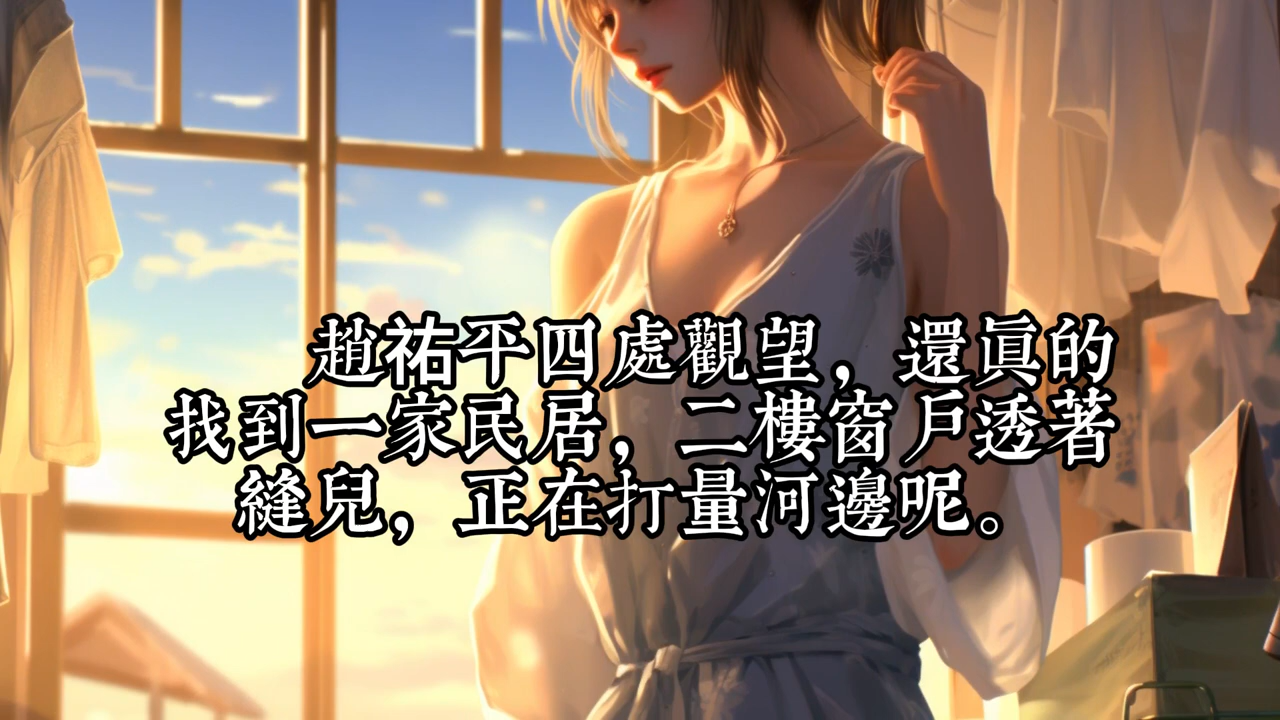 趙祐平四處觀望，還眞的
找到一家民居，二樓窗戶透著
縫兒，正在打量河邊呢。